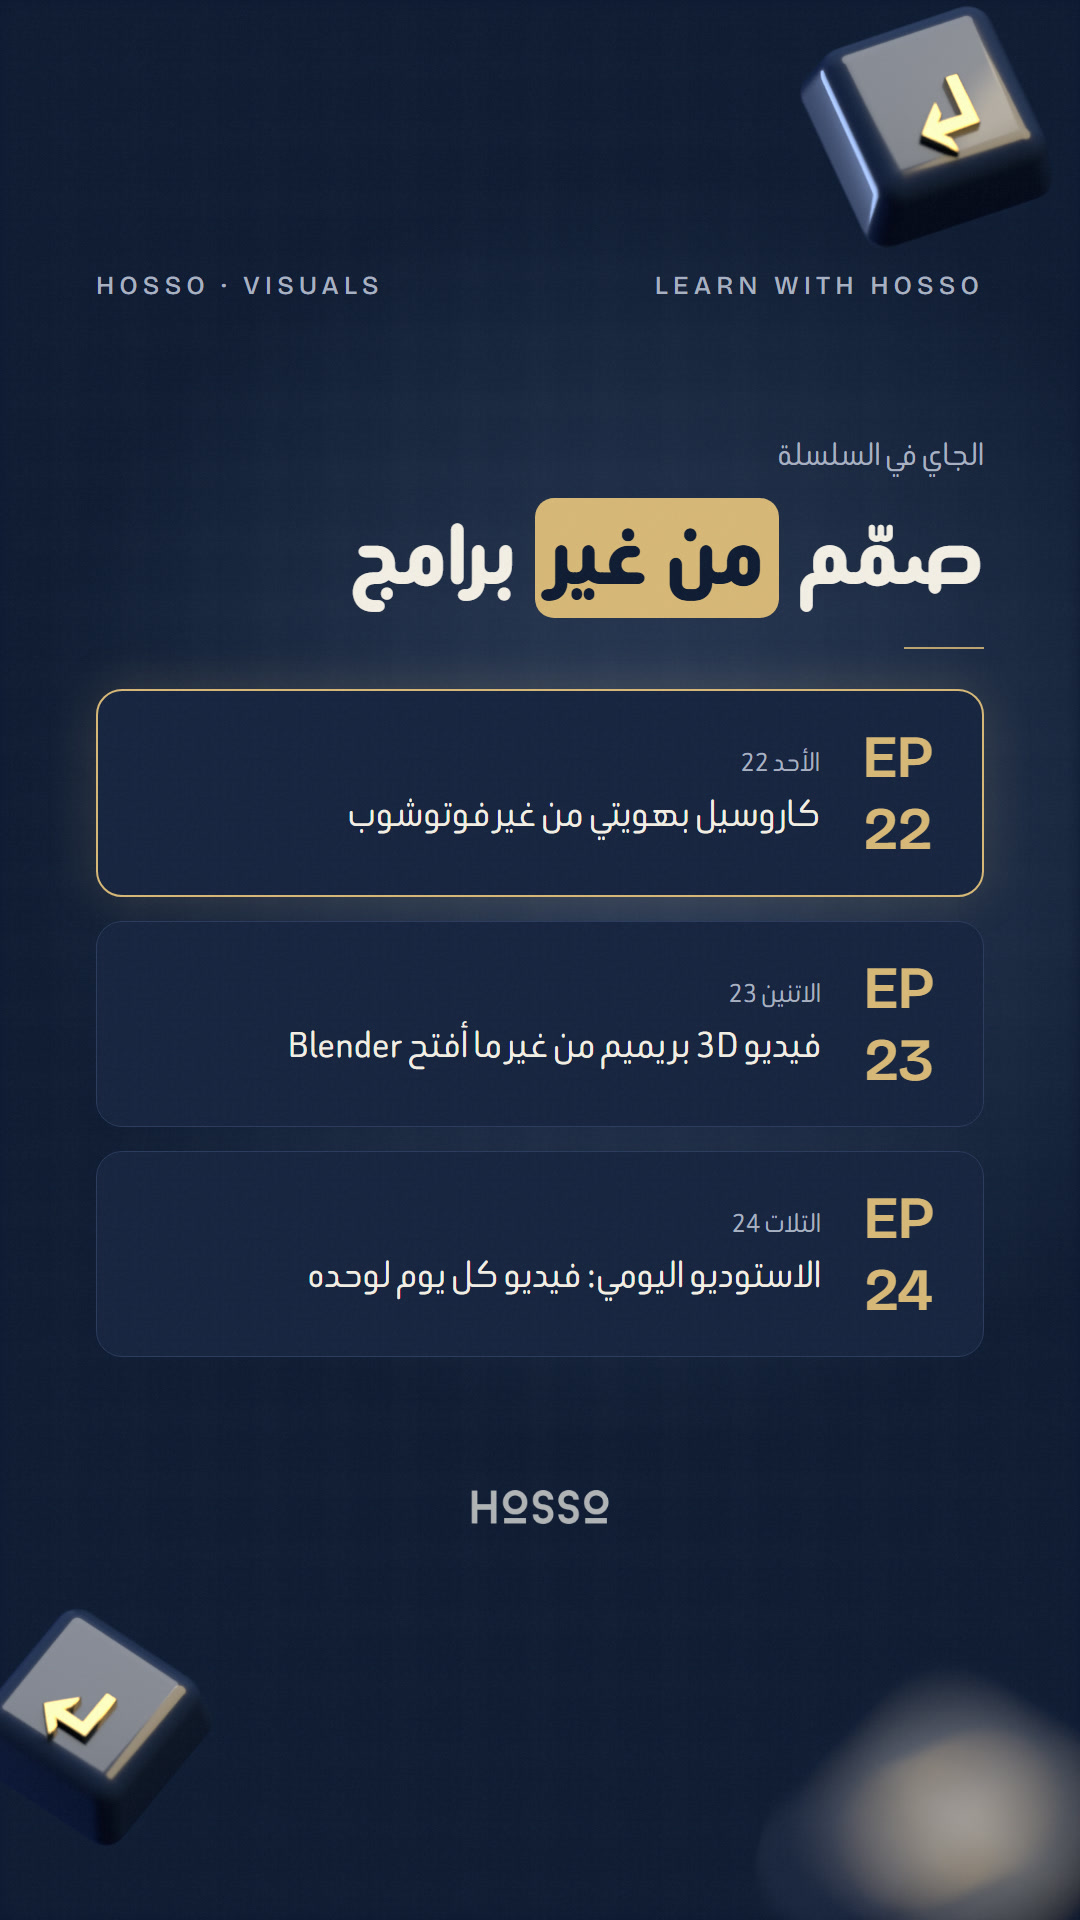 HOSSO · VISUALS
LEARN WITH HOSSO
الجاي في السلسلة
صمّم من غير برامج
EP 22
الأحد 22
كاروسيل بهويتي من غير فوتوشوب
EP 23
الاتنين 23
فيديو 3D بريميم من غير ما أفتح Blender
EP 24
التلات 24
الاستوديو اليومي: فيديو كل يوم لوحده
HOSSO